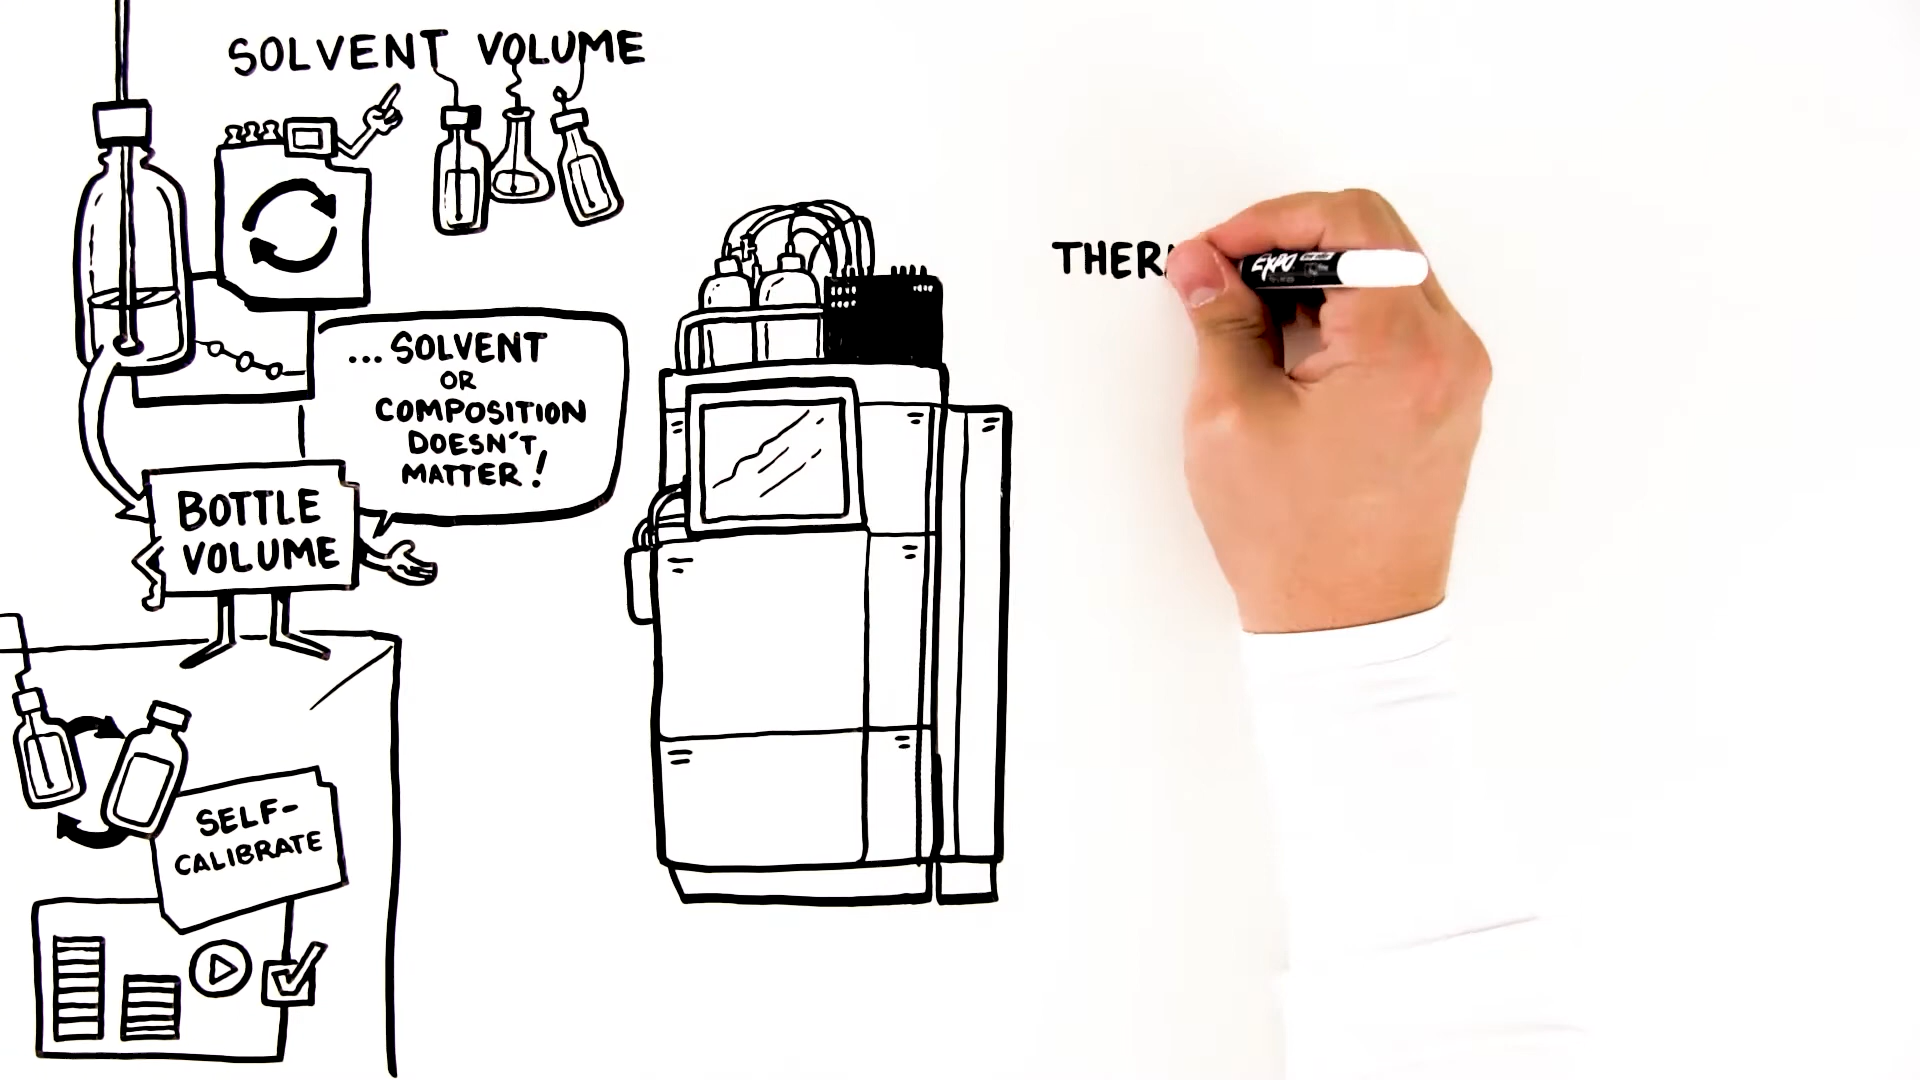 SOLVENT VOLUME
...SOLVENT
OR
COMPOSITION
DOESN'T
MATTER!
BOTTLE
VOLUME
SELF-
CALIBRATE
THER
EXPO